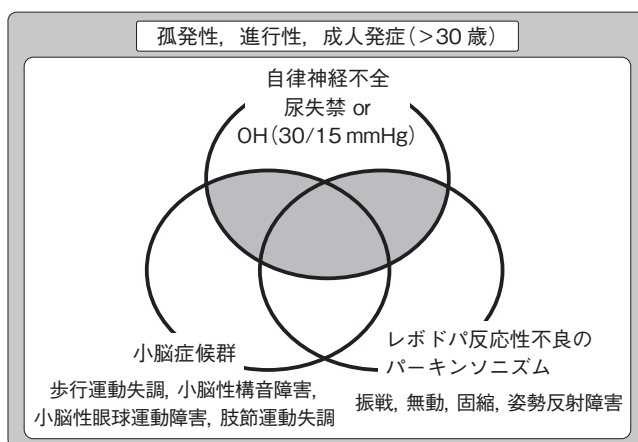 孤発性，進行性，成人発症（＞30 歳）
自律神経不全
尿失禁 or
OH（30/15 mmHg）
小脳症候群
歩行運動失調，小脳性構音障害，
小脳性眼球運動障害，肢節運動失調
レボドパ反応性不良の
パーキンソニズム
振戦，無動，固縮，姿勢反射障害